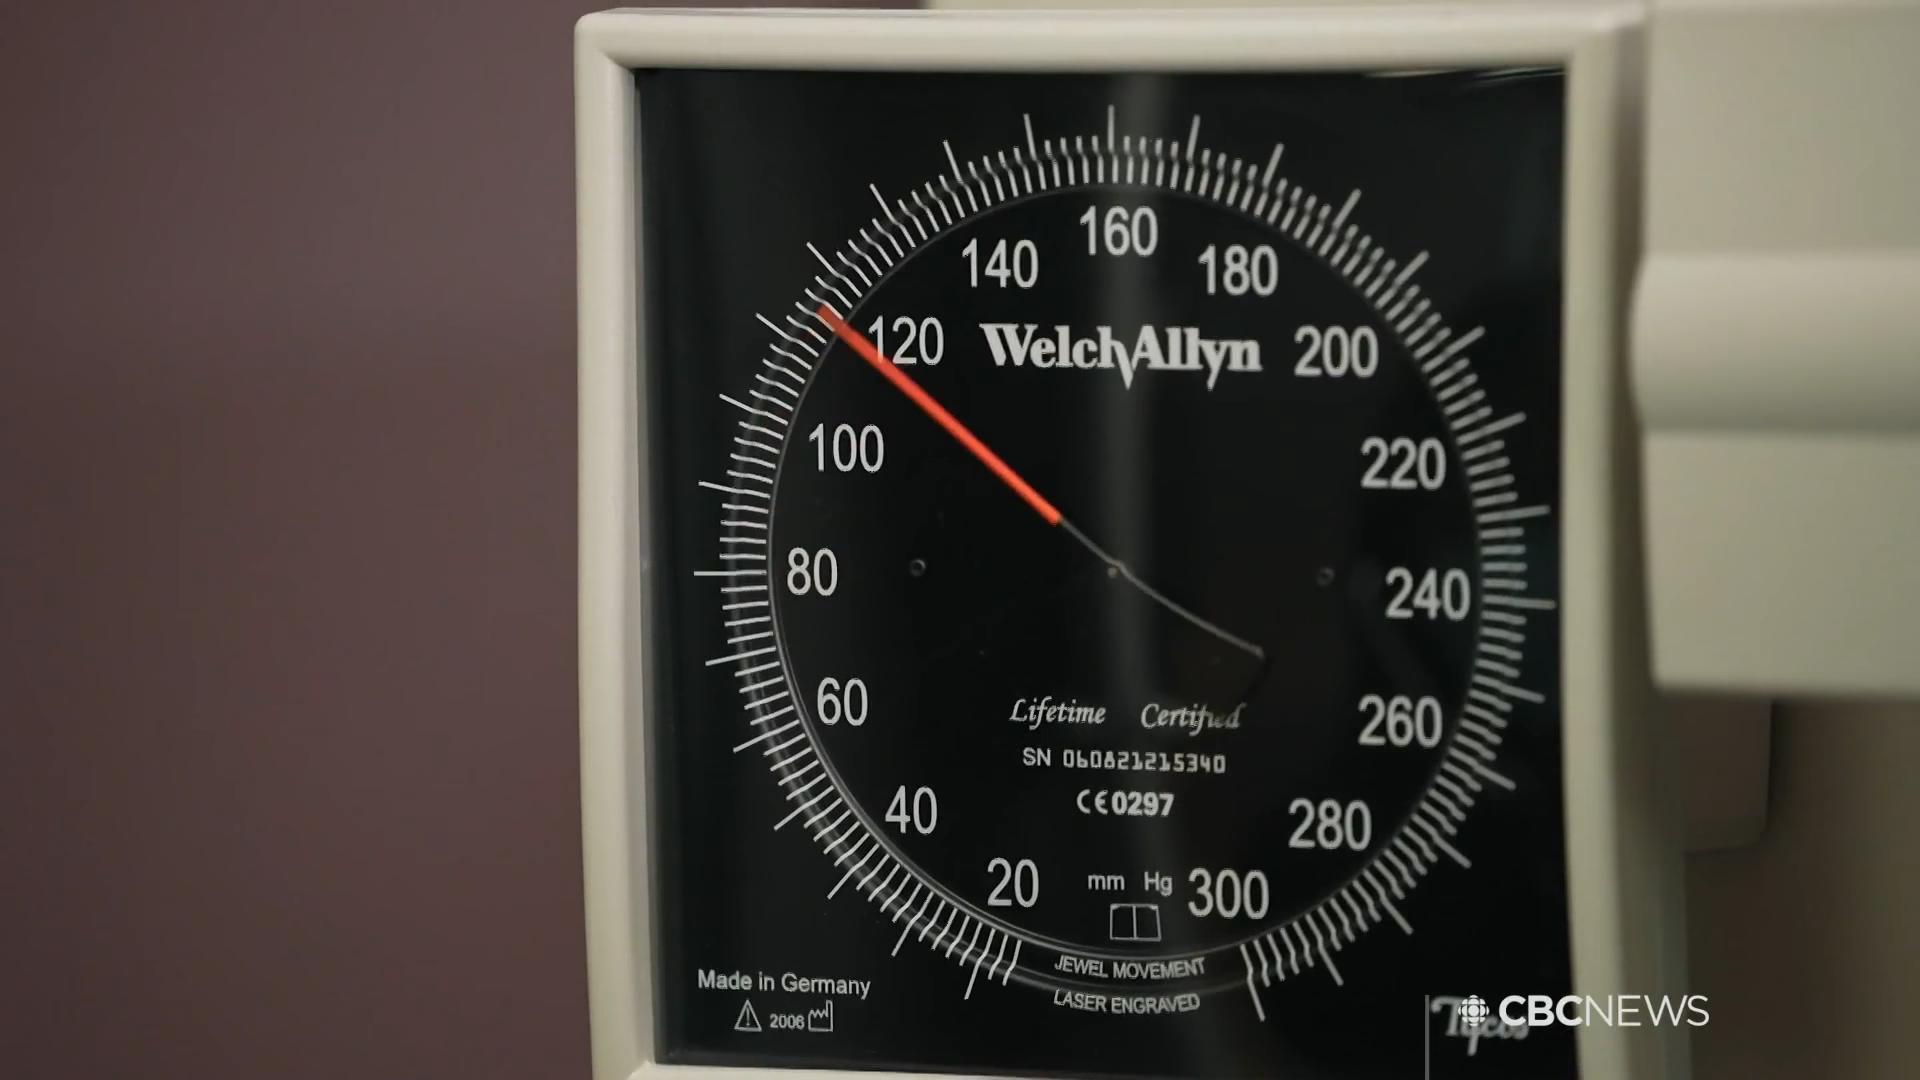 160
140
180
120
WelchAllyn
200
100
220
80
240
60
Lifetime Certified
260
SN 060821215340
40
CE0297
280
20
mm Hg
300
JEWEL MOVEMENT
LASER ENGRAVED
Made in Germany
2006
Tycos
CBCNEWS